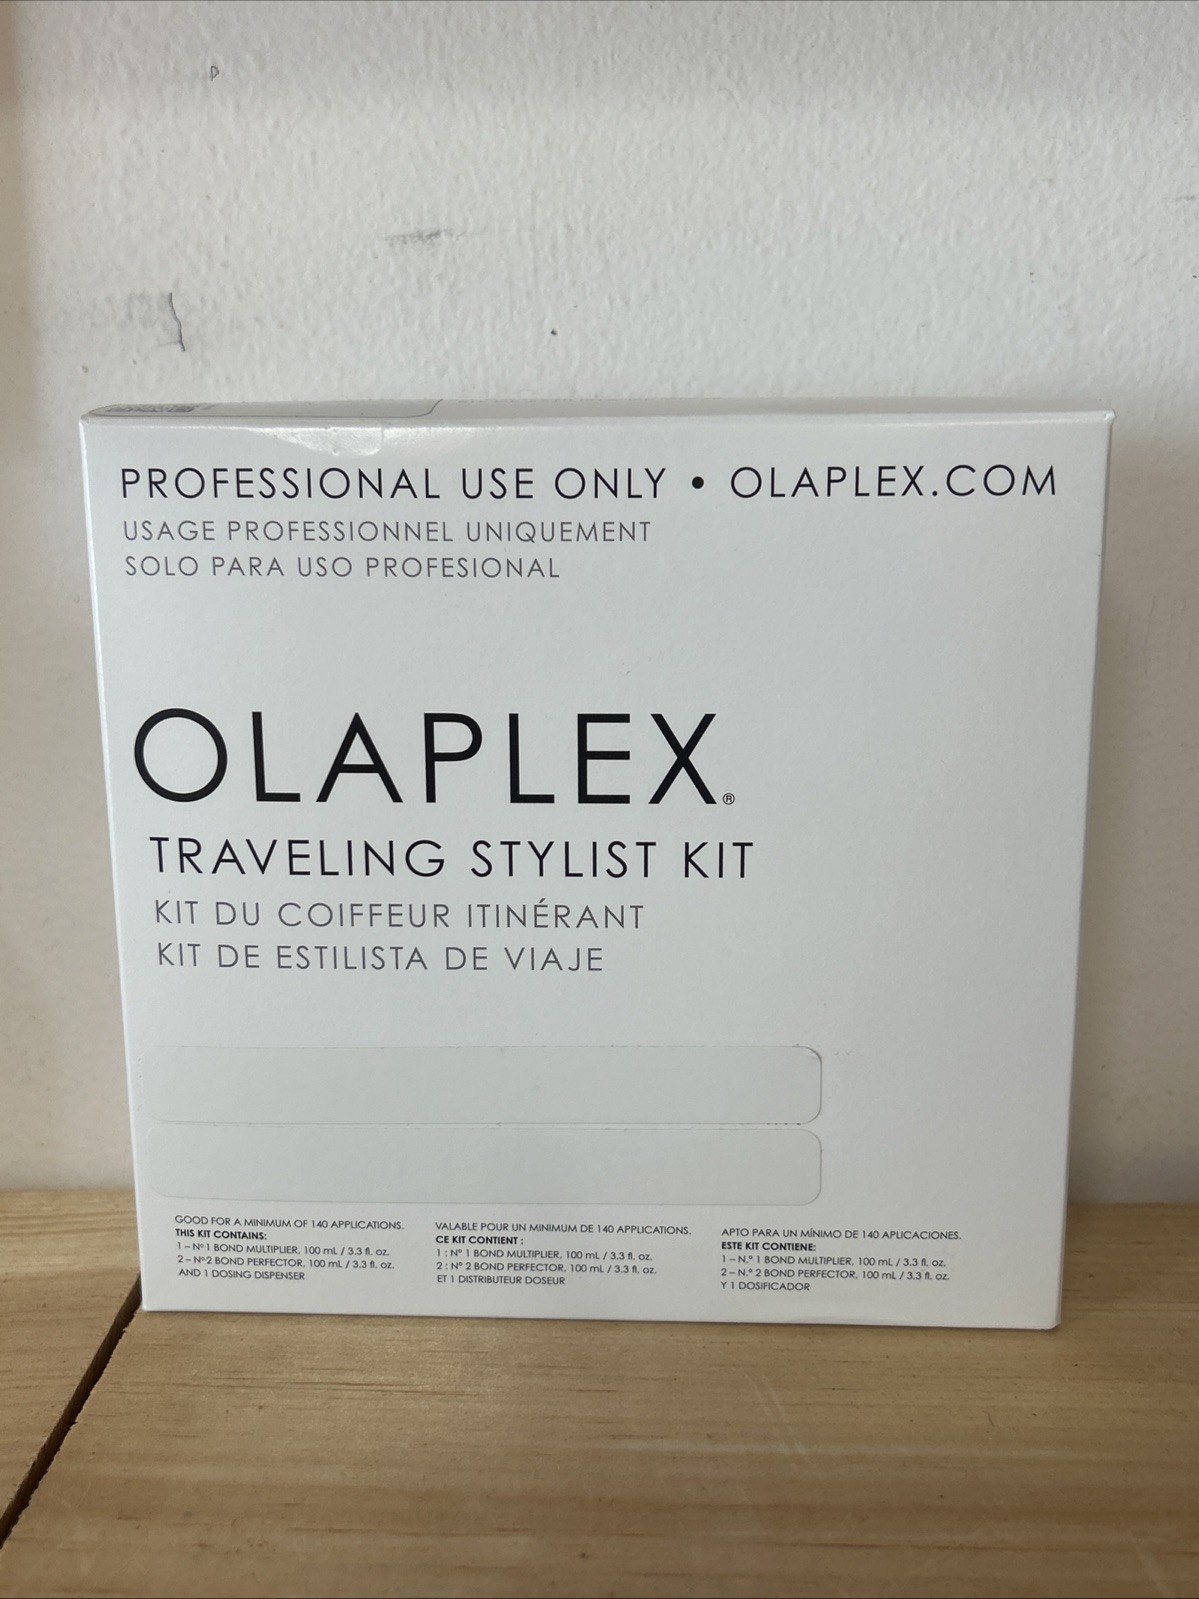 PROFESSIONAL USE ONLY • OLAPLEX.COM
USAGE PROFESSIONNEL UNIQUEMENT
SOLO PARA USO PROFESIONAL
OLAPLEX®
TRAVELING STYLIST KIT
KIT DU COIFFEUR ITINÉRANT
KIT DE ESTILISTA DE VIAJE
GOOD FOR A MINIMUM OF 140 APPLICATIONS.
THIS KIT CONTAINS:
1 – Nº 1 BOND MULTIPLIER, 100 mL / 3.3 fl. oz.
2 – Nº 2 BOND PERFECTOR, 100 mL / 3.3 fl. oz.
AND 1 DOSING DISPENSER
VALABLE POUR UN MINIMUM DE 140 APPLICATIONS.
CE KIT CONTIENT :
1 : Nº 1 BOND MULTIPLIER, 100 mL / 3.3 fl. oz.
2 : Nº 2 BOND PERFECTOR, 100 mL / 3.3 fl. oz.
ET 1 DISTRIBUTEUR DOSEUR
APTO PARA UN MÍNIMO DE 140 APLICACIONES.
ESTE KIT CONTIENE:
1 – N.º 1 BOND MULTIPLIER, 100 mL / 3.3 fl. oz.
2 – N.º 2 BOND PERFECTOR, 100 mL / 3.3 fl. oz.
Y 1 DOSIFICADOR